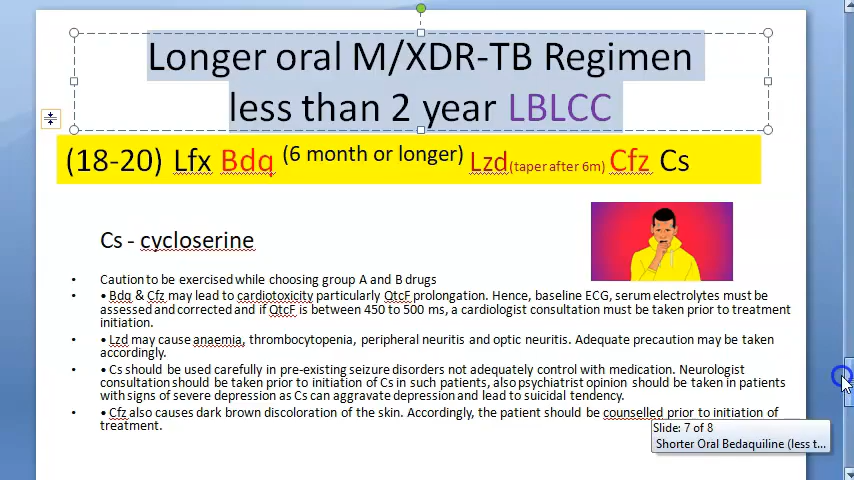 Longer oral M/XDR-TB Regimen
less than 2 year LBLCC
(18-20) Lfx Bdq (6 month or longer) Lzd(taper after 6m) Cfz Cs
Cs - cycloserine
• Caution to be exercised while choosing group A and B drugs
• • Bdq & Cfz may lead to cardiotoxicity particularly QtcF prolongation. Hence, baseline ECG, serum electrolytes must be
assessed and corrected and if QtcF is between 450 to 500 ms, a cardiologist consultation must be taken prior to treatment
initiation.
• • Lzd may cause anaemia, thrombocytopenia, peripheral neuritis and optic neuritis. Adequate precaution may be taken
accordingly.
• • Cs should be used carefully in pre-existing seizure disorders not adequately control with medication. Neurologist
consultation should be taken prior to initiation of Cs in such patients, also psychiatrist opinion should be taken in patients
with signs of severe depression as Cs can aggravate depression and lead to suicidal tendency.
• • Cfz also causes dark brown discoloration of the skin. Accordingly, the patient should be counselled prior to initiation of
treatment.
Slide: 7 of 8
Shorter Oral Bedaquiline (less t...